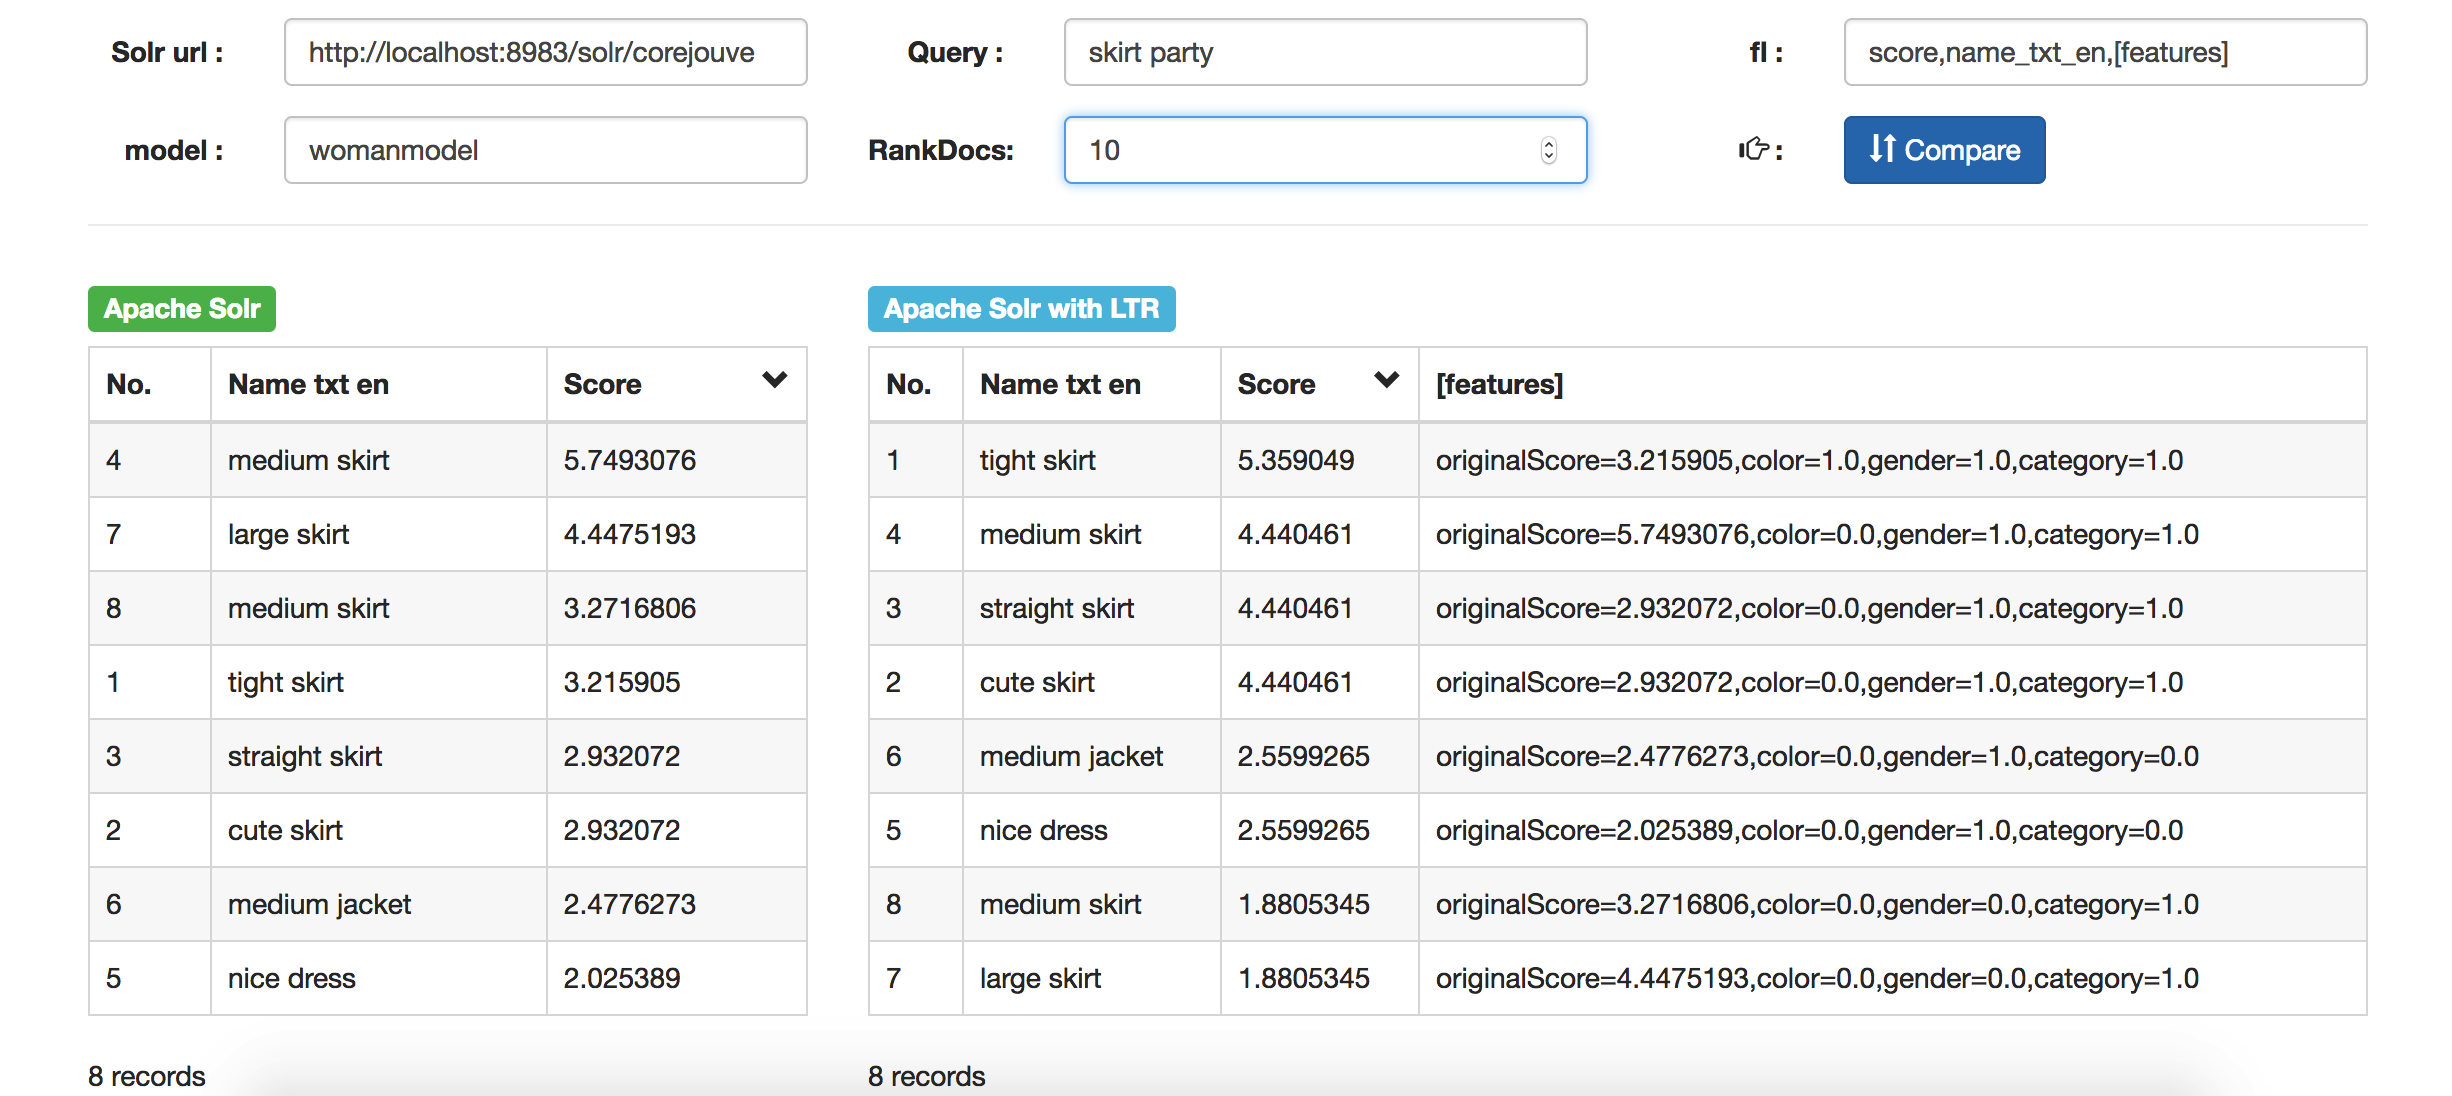 Solr url : http://localhost:8983/solr/corejouve Query : skirt party fl : score,name_txt_en,[features]
model : womanmodel RankDocs: 10 : Compare
Apache Solr
No. Name txt en Score
4 medium skirt 5.7493076
7 large skirt 4.4475193
8 medium skirt 3.2716806
1 tight skirt 3.215905
3 straight skirt 2.932072
2 cute skirt 2.932072
6 medium jacket 2.4776273
5 nice dress 2.025389
8 records
Apache Solr with LTR
No. Name txt en Score [features]
1 tight skirt 5.359049 originalScore=3.215905,color=1.0,gender=1.0,category=1.0
4 medium skirt 4.440461 originalScore=5.7493076,color=0.0,gender=1.0,category=1.0
3 straight skirt 4.440461 originalScore=2.932072,color=0.0,gender=1.0,category=1.0
2 cute skirt 4.440461 originalScore=2.932072,color=0.0,gender=1.0,category=1.0
6 medium jacket 2.5599265 originalScore=2.4776273,color=0.0,gender=1.0,category=0.0
5 nice dress 2.5599265 originalScore=2.025389,color=0.0,gender=1.0,category=0.0
8 medium skirt 1.8805345 originalScore=3.2716806,color=0.0,gender=0.0,category=1.0
7 large skirt 1.8805345 originalScore=4.4475193,color=0.0,gender=0.0,category=1.0
8 records